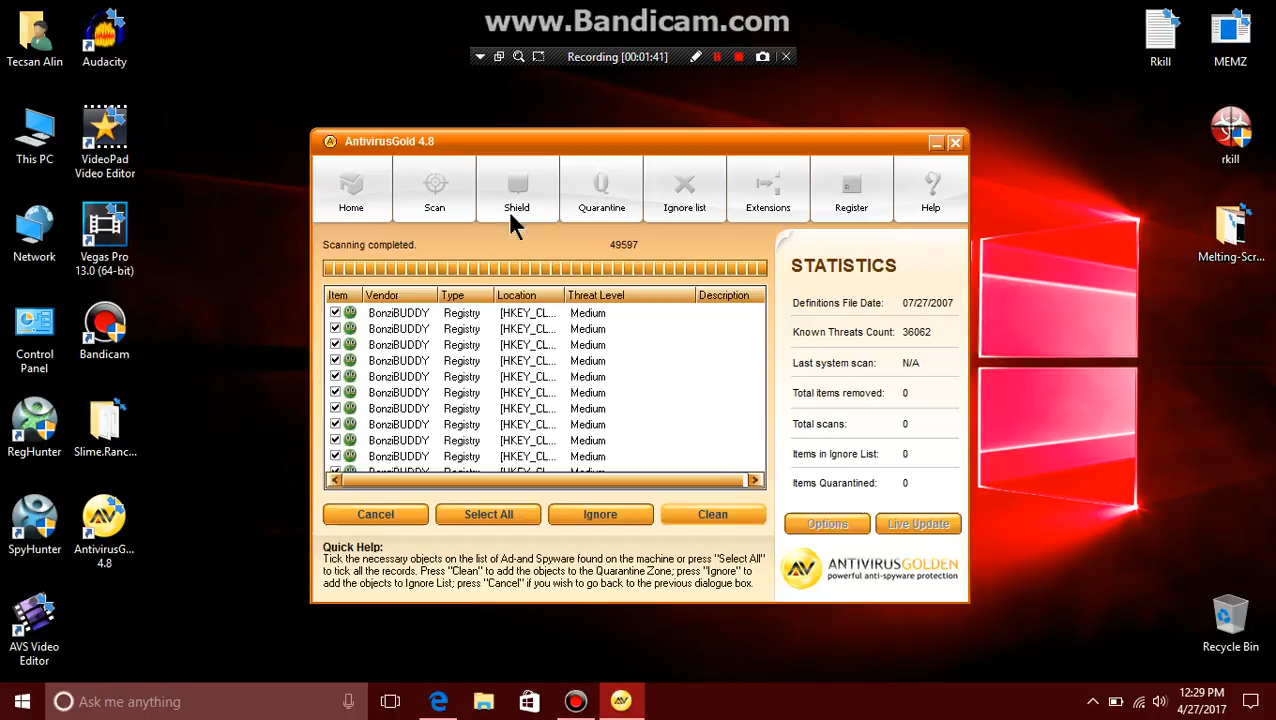 www.Bandicam.com
Recording [00:01:41]
Tecsan Alin
Audacity
Rkill
MEMZ
This PC
VideoPad
Video Editor
rkill
Network
Vegas Pro
13.0 (64-bit)
Melting-Scr...
Control
Panel
Bandicam
RegHunter
Slime.Ranc...
SpyHunter
AntivirusG...
4.8
AVS Video
Editor
Recycle Bin
AntivirusGold 4.8
Home
Scan
Shield
Quarantine
Ignore list
Extensions
Register
Help
Scanning completed.
49597
Item Vendor Type Location Threat Level Description
BonziBUDDY Registry [HKEY_CL... Medium
BonziBUDDY Registry [HKEY_CL... Medium
BonziBUDDY Registry [HKEY_CL... Medium
BonziBUDDY Registry [HKEY_CL... Medium
BonziBUDDY Registry [HKEY_CL... Medium
BonziBUDDY Registry [HKEY_CL... Medium
BonziBUDDY Registry [HKEY_CL... Medium
BonziBUDDY Registry [HKEY_CL... Medium
BonziBUDDY Registry [HKEY_CL... Medium
BonziBUDDY Registry [HKEY_CL... Medium
Cancel
Select All
Ignore
Clean
Quick Help:
Tick the necessary objects on the list of Ad-and Spyware found on the machine or press "Select All"
to tick all the records. Press "Clean" to add the objects to the Quarantine Zone; press "Ignore" to
add the objects to Ignore List; press "Cancel" if you wish to go back to the previous dialogue box.
STATISTICS
Definitions File Date: 07/27/2007
Known Threats Count: 36062
Last system scan: N/A
Total items removed: 0
Total scans: 0
Items in Ignore List: 0
Items Quarantined: 0
Options
Live Update
AV
ANTIVIRUSGOLDEN
powerful anti-spyware protection
Ask me anything
12:29 PM
4/27/2017